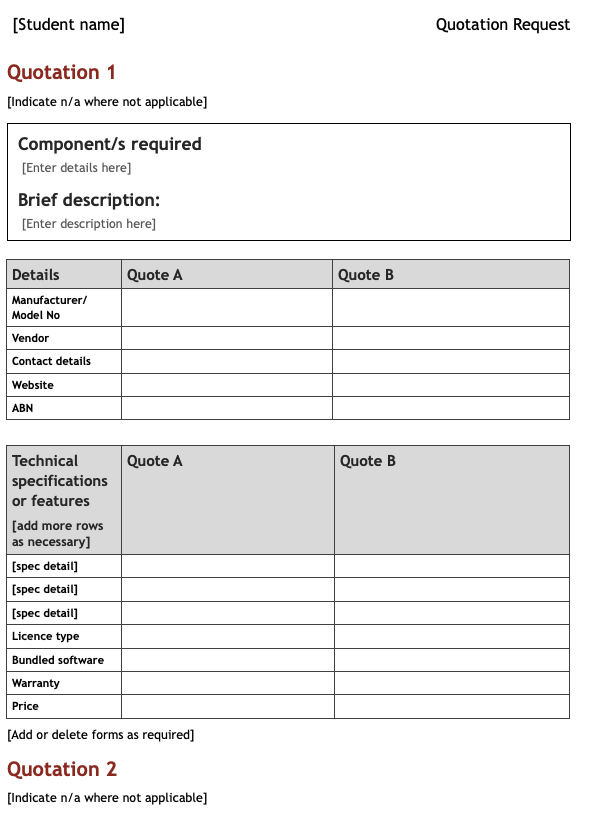 [Student name] Quotation Request
Quotation 1
[Indicate n/a where not applicable]
Component/s required
[Enter details here]
Brief description:
[Enter description here]
Details Quote A Quote B
Manufacturer/
Model No
Vendor
Contact details
Website
ABN
Technical Quote A Quote B
specifications
or features
[add more rows
as necessary]
[spec detail]
[spec detail]
[spec detail]
Licence type
Bundled software
Warranty
Price
[Add or delete forms as required]
Quotation 2
[Indicate n/a where not applicable]